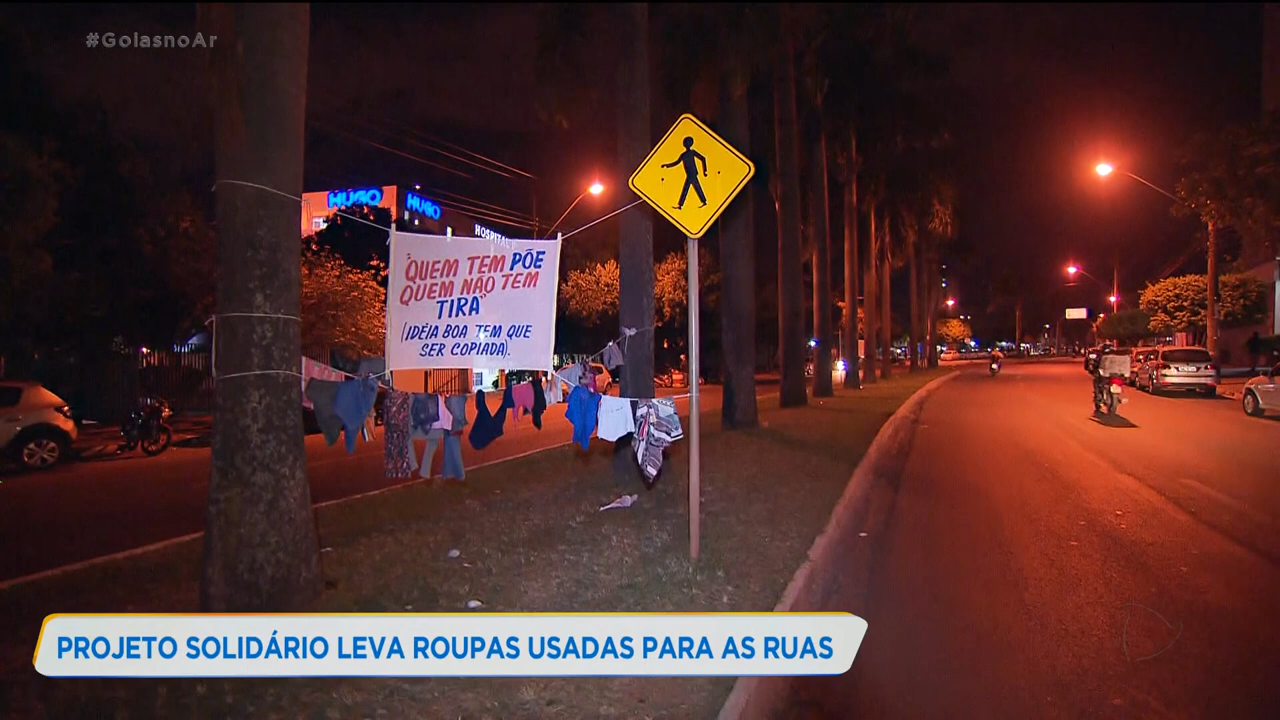 #GoíasnoAr
HUGO
HUGO
HOSPITAL
"QUEM TEM PÕE
QUEM NÃO TEM
TIRA"
(IDÉIA BOA TEM QUE
SER COPIADA).
PROJETO SOLIDÁRIO LEVA ROUPAS USADAS PARA AS RUAS